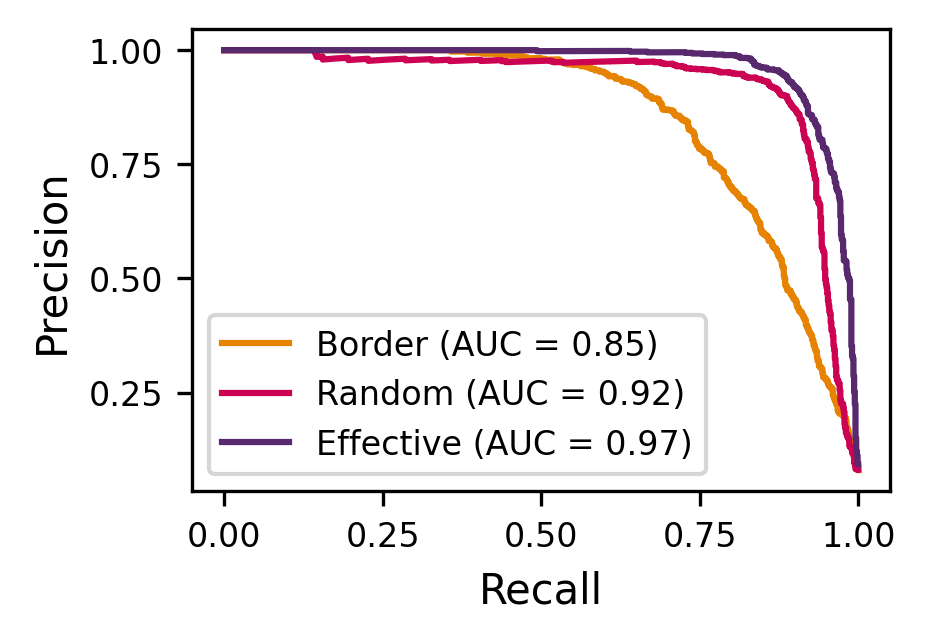 1.00
0.75
0.50
0.25
Precision
Border (AUC = 0.85)
Random (AUC = 0.92)
Effective (AUC = 0.97)
0.00 0.25 0.50 0.75 1.00
Recall